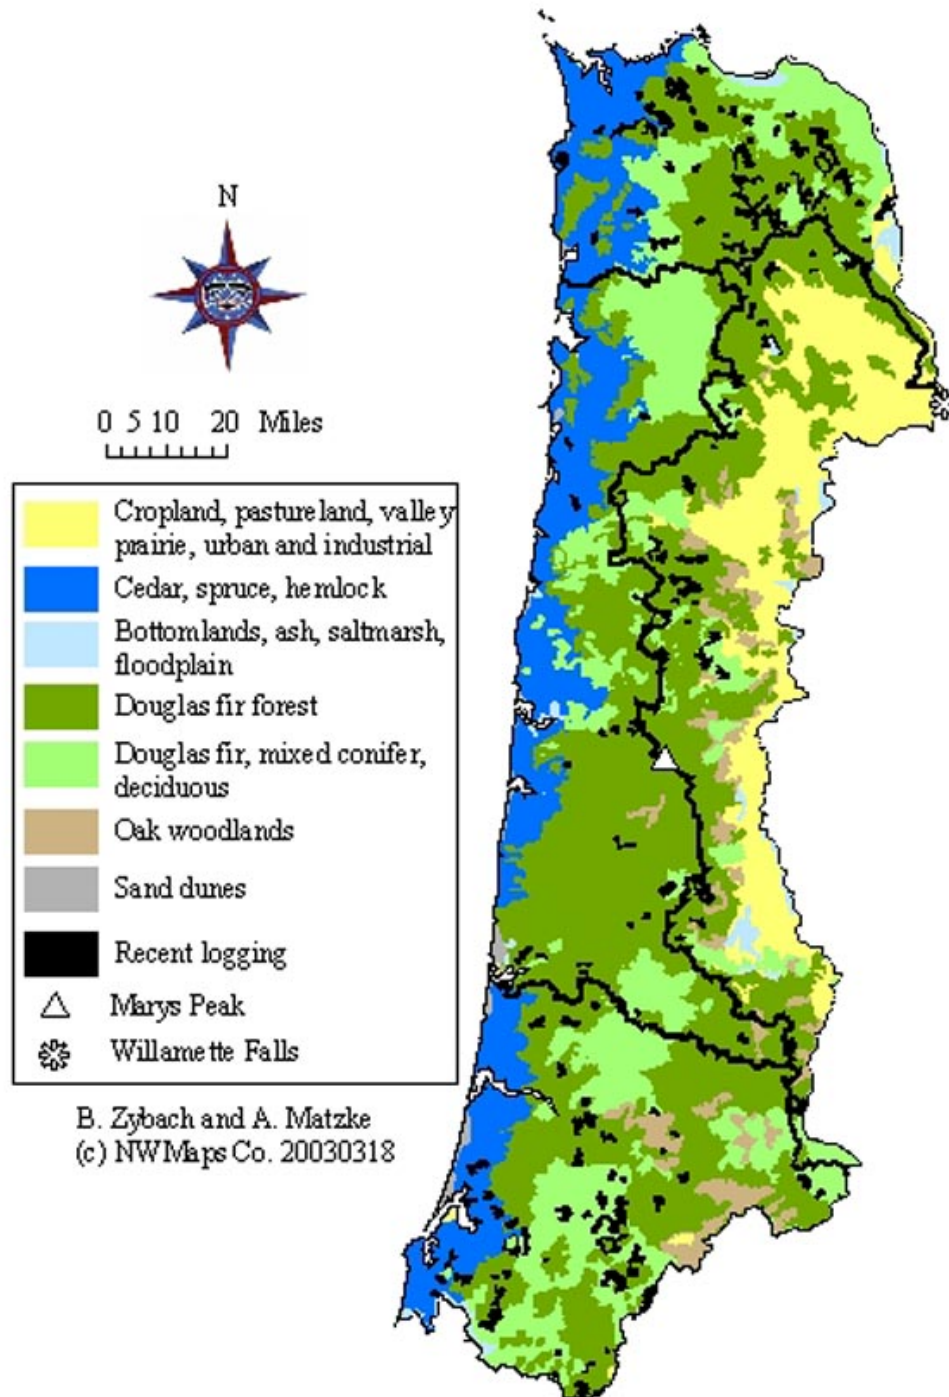 N
0 5 10 20 Miles
Cropland, pastureland, valley
prairie, urban and industrial
Cedar, spruce, hemlock
Bottomlands, ash, saltmarsh,
floodplain
Douglas fir forest
Douglas fir, mixed conifer,
deciduous
Oak woodlands
Sand dunes
Recent logging
Marys Peak
Willamette Falls
B. Zybach and A. Matzke
(c) NWMaps Co. 20030318